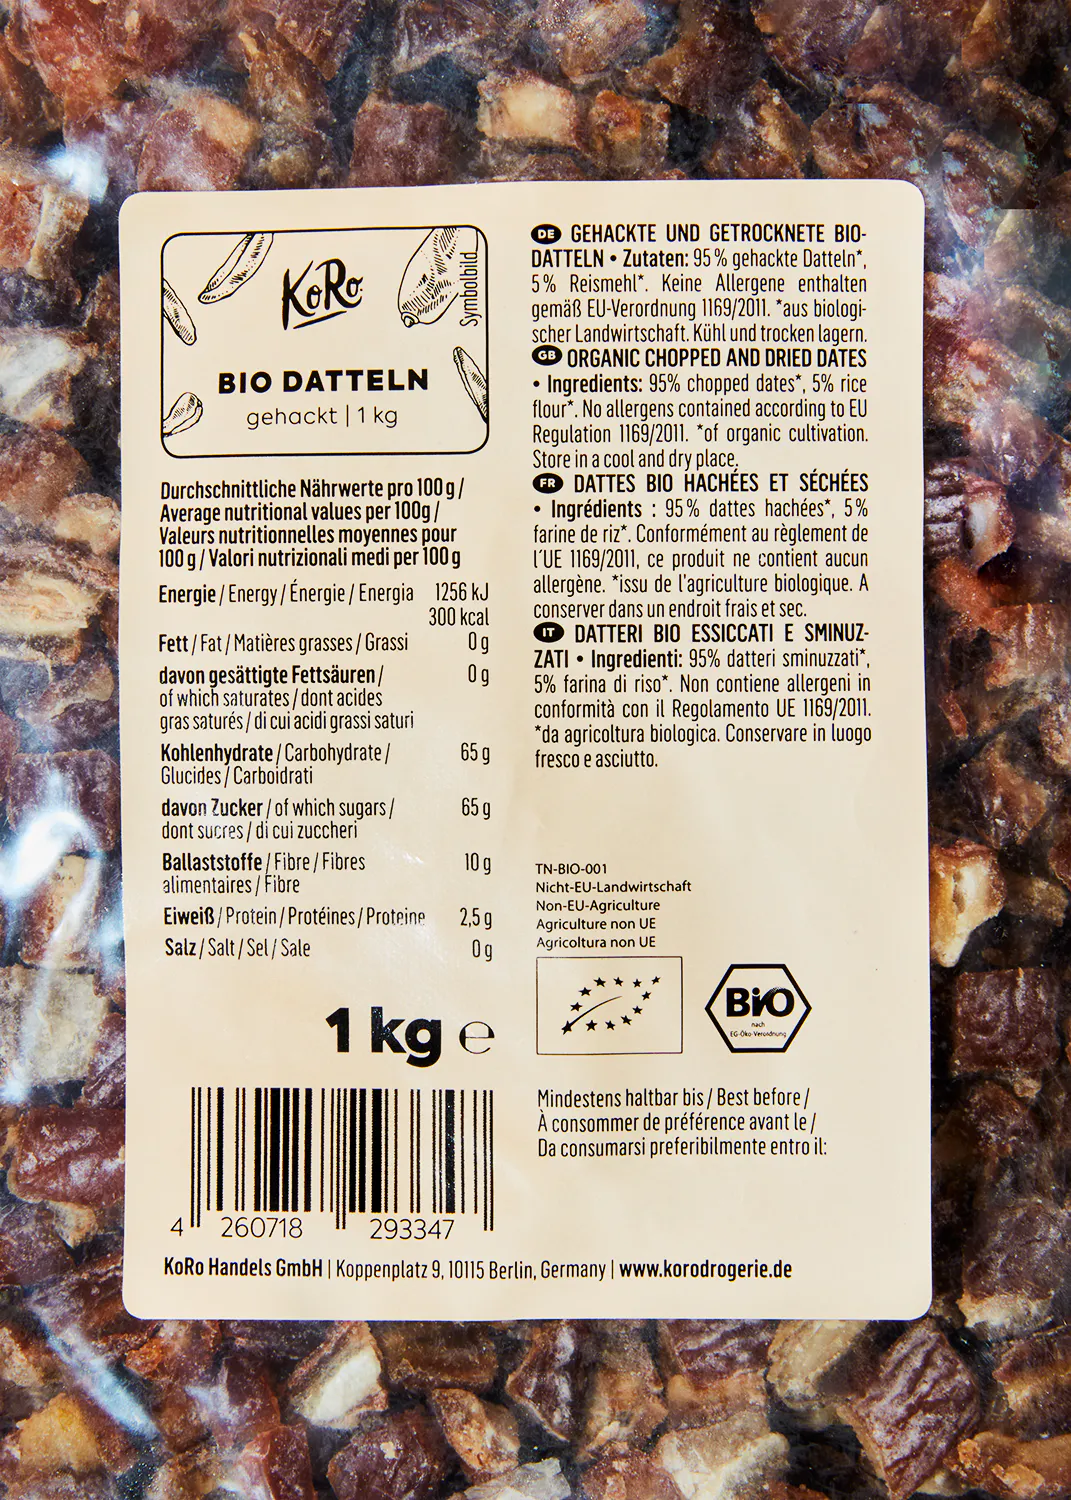 KoRo
Symbolbild
BIO DATTELN
gehackt | 1 kg
Durchschnittliche Nährwerte pro 100 g /
Average nutritional values per 100g /
Valeurs nutritionnelles moyennes pour
100 g / Valori nutrizionali medi per 100 g
Energie / Energy / Énergie / Energia 1256 kJ
300 kcal
Fett / Fat / Matières grasses / Grassi 0 g
davon gesättigte Fettsäuren / 0 g
of which saturates / dont acides
gras saturés / di cui acidi grassi saturi
Kohlenhydrate / Carbohydrate / 65 g
Glucides / Carboidrati
davon Zucker / of which sugars / 65 g
dont sucres / di cui zuccheri
Ballaststoffe / Fibre / Fibres 10 g
alimentaires / Fibre
Eiweiß / Protein / Protéines / Proteine 2,5 g
Salz / Salt / Sel / Sale 0 g
1 kg e
4 260718 293347
DE GEHACKTE UND GETROCKNETE BIO-
DATTELN • Zutaten: 95 % gehackte Datteln*,
5 % Reismehl*. Keine Allergene enthalten
gemäß EU-Verordnung 1169/2011. *aus biologi-
scher Landwirtschaft. Kühl und trocken lagern.
GB ORGANIC CHOPPED AND DRIED DATES
• Ingredients: 95% chopped dates*, 5% rice
flour*. No allergens contained according to EU
Regulation 1169/2011. *of organic cultivation.
Store in a cool and dry place.
FR DATTES BIO HACHÉES ET SÉCHÉES
• Ingrédients : 95 % dattes hachées*, 5 %
farine de riz*. Conformément au règlement de
l'UE 1169/2011, ce produit ne contient aucun
allergène. *issu de l'agriculture biologique. A
conserver dans un endroit frais et sec.
IT DATTERI BIO ESSICCATI E SMINUZ-
ZATI • Ingredienti: 95% datteri sminuzzati*,
5% farina di riso*. Non contiene allergeni in
conformità con il Regolamento UE 1169/2011.
*da agricoltura biologica. Conservare in luogo
fresco e asciutto.
TN-BIO-001
Nicht-EU-Landwirtschaft
Non-EU-Agriculture
Agriculture non UE
Agricoltura non UE
Bio
nach
EG-Öko-Verordnung
Mindestens haltbar bis / Best before /
À consommer de préférence avant le /
Da consumarsi preferibilmente entro il:
KoRo Handels GmbH | Koppenplatz 9, 10115 Berlin, Germany | www.korodrogerie.de